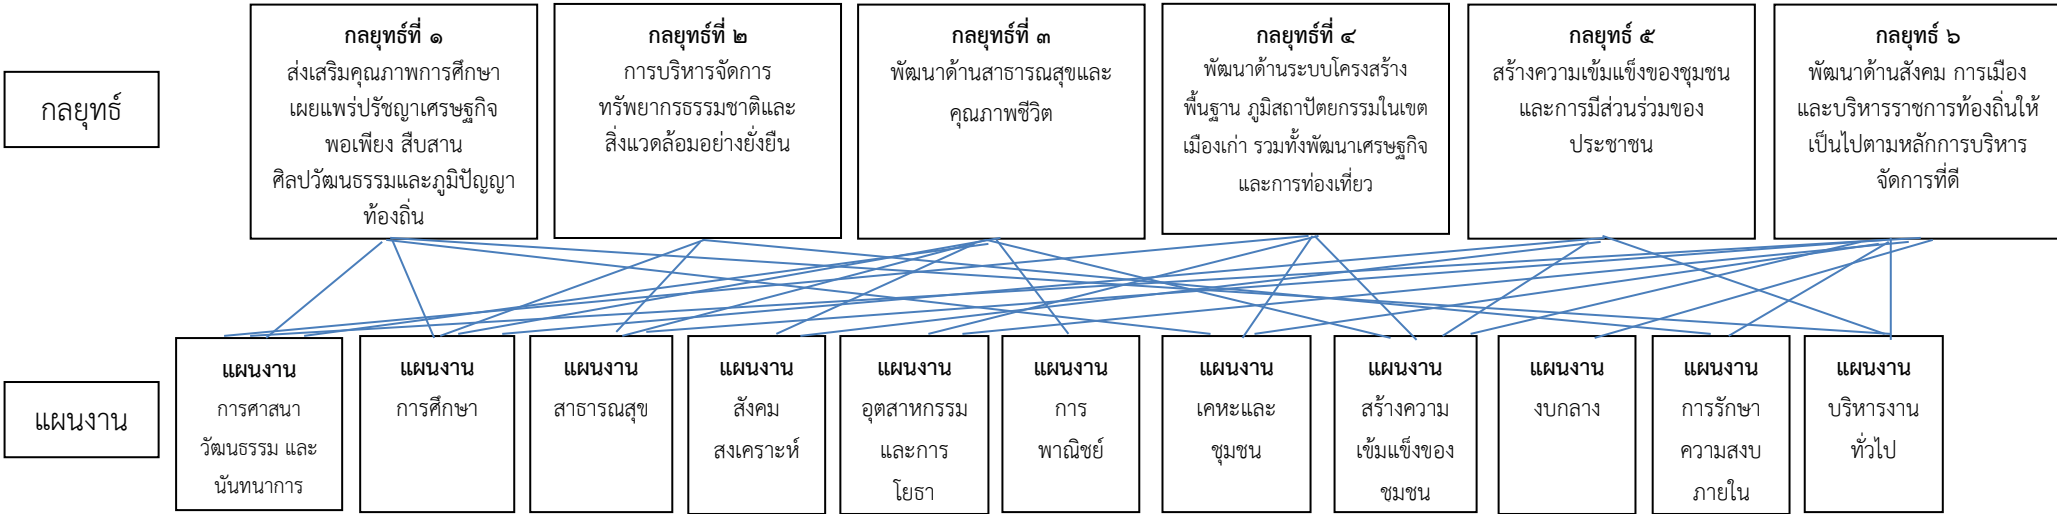 กลยุทธ์
กลยุทธ์ที่ ๑
ส่งเสริมคุณภาพการศึกษา
เผยแพร่ปรัชญาเศรษฐกิจ
พอเพียง สืบสาน
ศิลปวัฒนธรรมและภูมิปัญญา
ท้องถิ่น
กลยุทธ์ที่ ๒
การบริหารจัดการ
ทรัพยากรธรรมชาติและ
สิ่งแวดล้อมอย่างยั่งยืน
กลยุทธ์ที่ ๓
พัฒนาด้านสาธารณสุขและ
คุณภาพชีวิต
กลยุทธ์ที่ ๔
พัฒนาด้านระบบโครงสร้าง
พื้นฐาน ภูมิสถาปัตยกรรมในเขต
เมืองเก่า รวมทั้งพัฒนาเศรษฐกิจ
และการท่องเที่ยว
กลยุทธ์ ๕
สร้างความเข้มแข็งของชุมชน
และการมีส่วนร่วมของ
ประชาชน
กลยุทธ์ ๖
พัฒนาด้านสังคม การเมือง
และบริหารราชการท้องถิ่นให้
เป็นไปตามหลักการบริหาร
จัดการที่ดี
แผนงาน
แผนงาน
การศาสนา
วัฒนธรรม และ
นันทนาการ
แผนงาน
การศึกษา
แผนงาน
สาธารณสุข
แผนงาน
สังคม
สงเคราะห์
แผนงาน
อุตสาหกรรม
และการ
โยธา
แผนงาน
การ
พาณิชย์
แผนงาน
เคหะและ
ชุมชน
แผนงาน
สร้างความ
เข้มแข็งของ
ชุมชน
แผนงาน
งบกลาง
แผนงาน
การรักษา
ความสงบ
ภายใน
แผนงาน
บริหารงาน
ทั่วไป